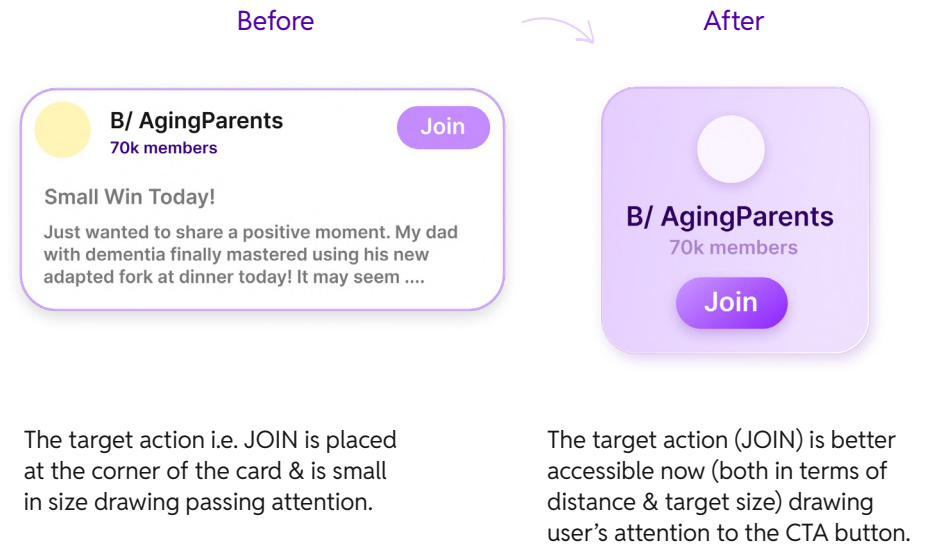 Before
After
B/ AgingParents
70k members
Join
Small Win Today!
Just wanted to share a positive moment. My dad
with dementia finally mastered using his new
adapted fork at dinner today! It may seem ....
B/ AgingParents
70k members
Join
The target action i.e. JOIN is placed
at the corner of the card & is small
in size drawing passing attention.
The target action (JOIN) is better
accessible now (both in terms of
distance & target size) drawing
user's attention to the CTA button.